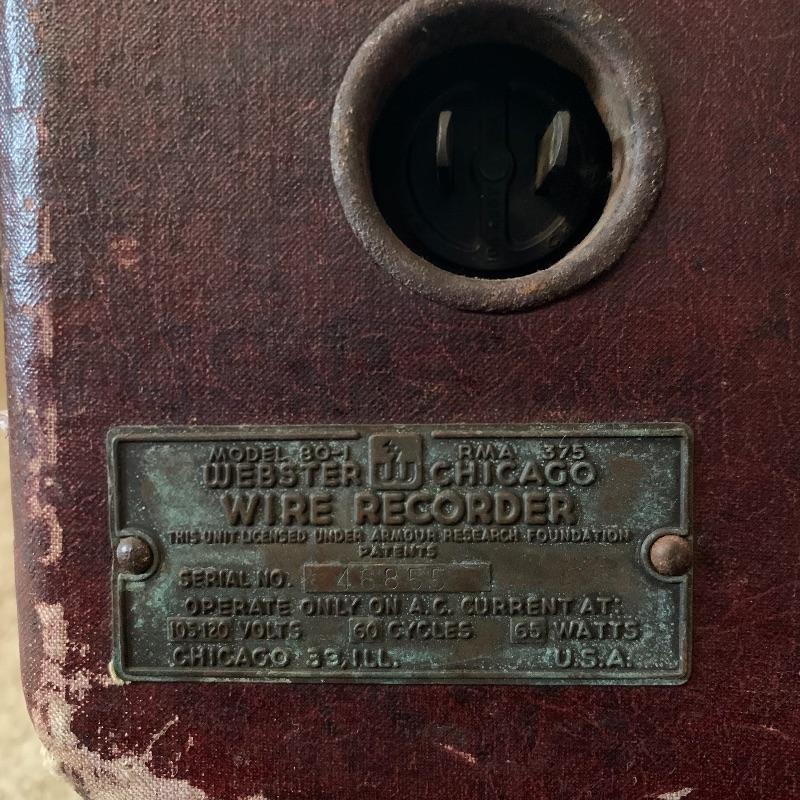 MODEL 80-1 RMA 375
WEBSTER W CHICAGO
WIRE RECORDER
THIS UNIT LICENSED UNDER ARMOUR RESEARCH FOUNDATION
PATENTS
SERIAL NO.
OPERATE ONLY ON A.C. CURRENT AT:
105-120 VOLTS 60 CYCLES 65 WATTS
CHICAGO 39, ILL. U.S.A.